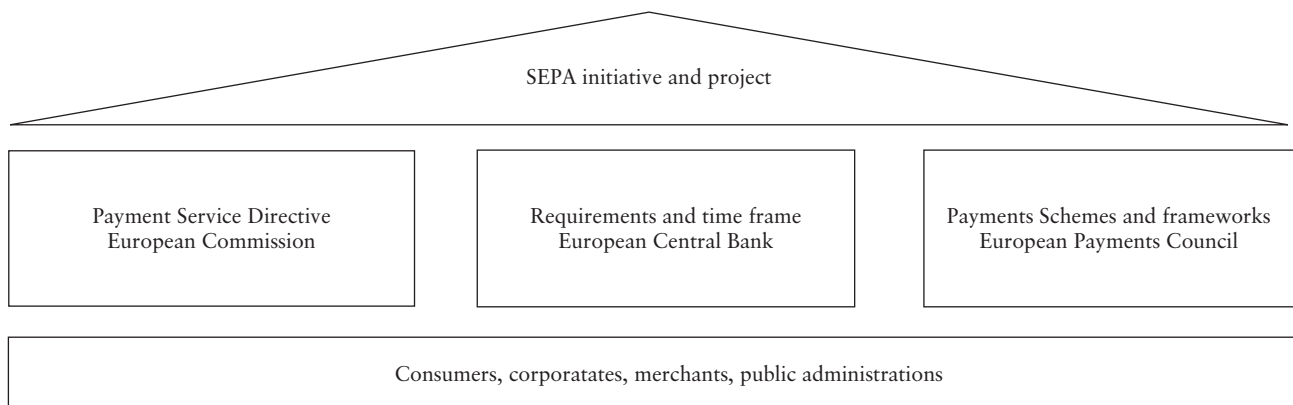 SEPA initiative and project
Payment Service Directive
European Commission
Requirements and time frame
European Central Bank
Payments Schemes and frameworks
European Payments Council
Consumers, corporatates, merchants, public administrations